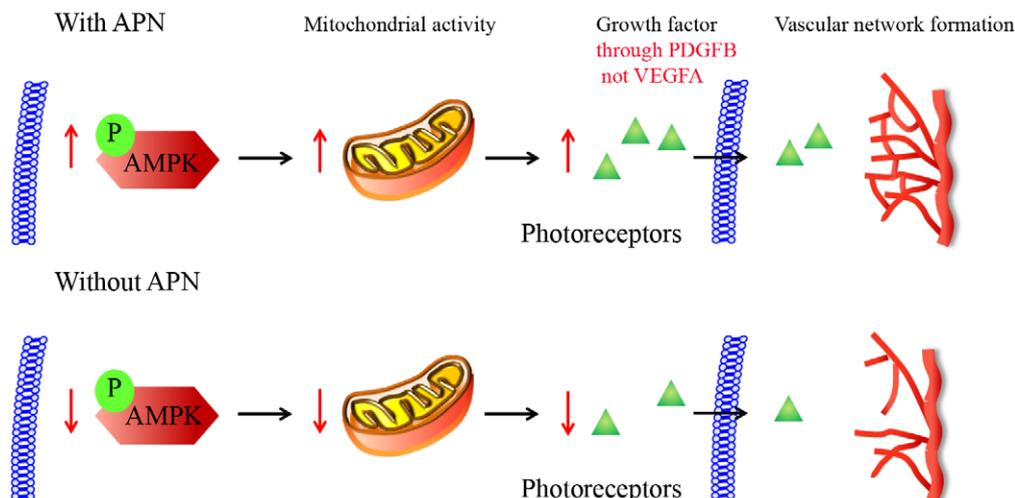 With APN
Mitochondrial activity
Growth factor
through PDGFB
not VEGFA
Vascular network formation
P
AMPK
Photoreceptors
Without APN
P
AMPK
Photoreceptors